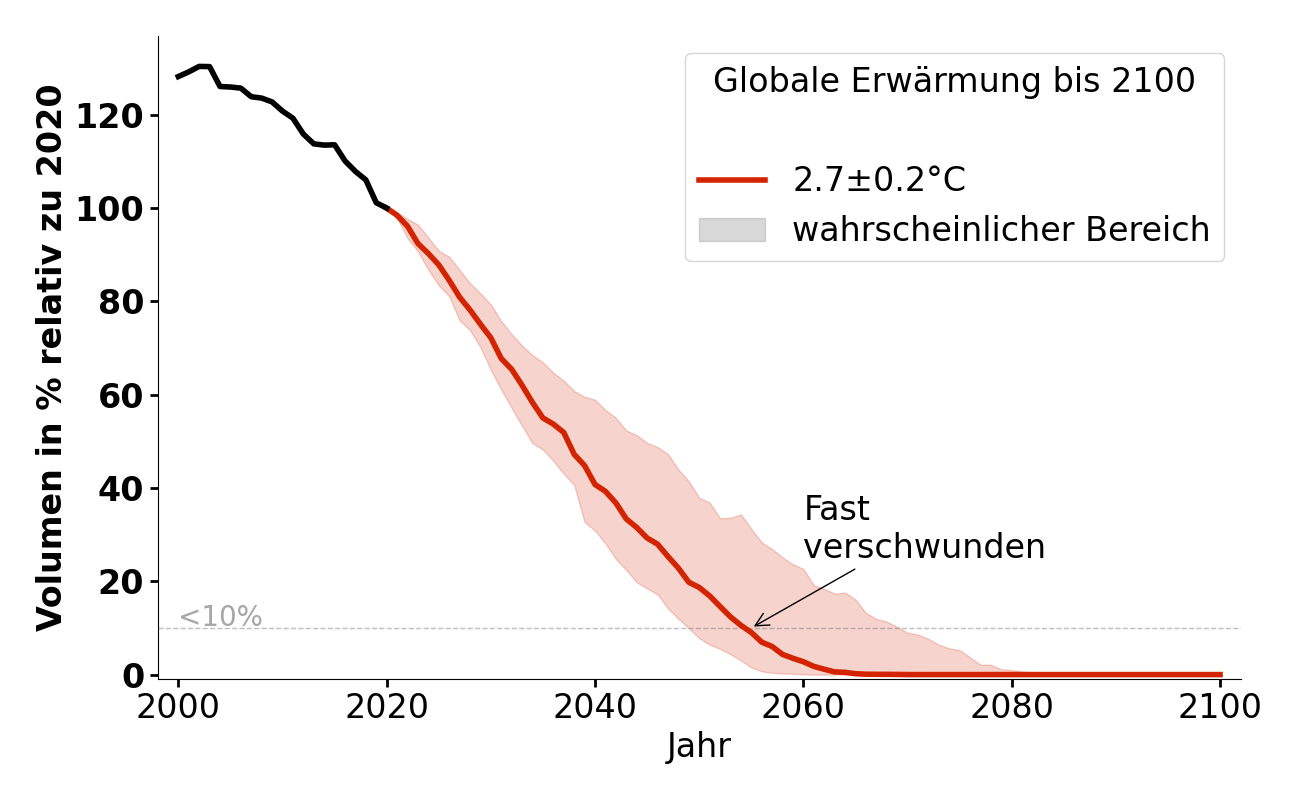 Globale Erwärmung bis 2100
2.7±0.2°C
wahrscheinlicher Bereich
Volumen in % relativ zu 2020
120
100
80
60
40
20
0
Fast
verschwunden
<10%
2000 2020 2040 2060 2080 2100
Jahr